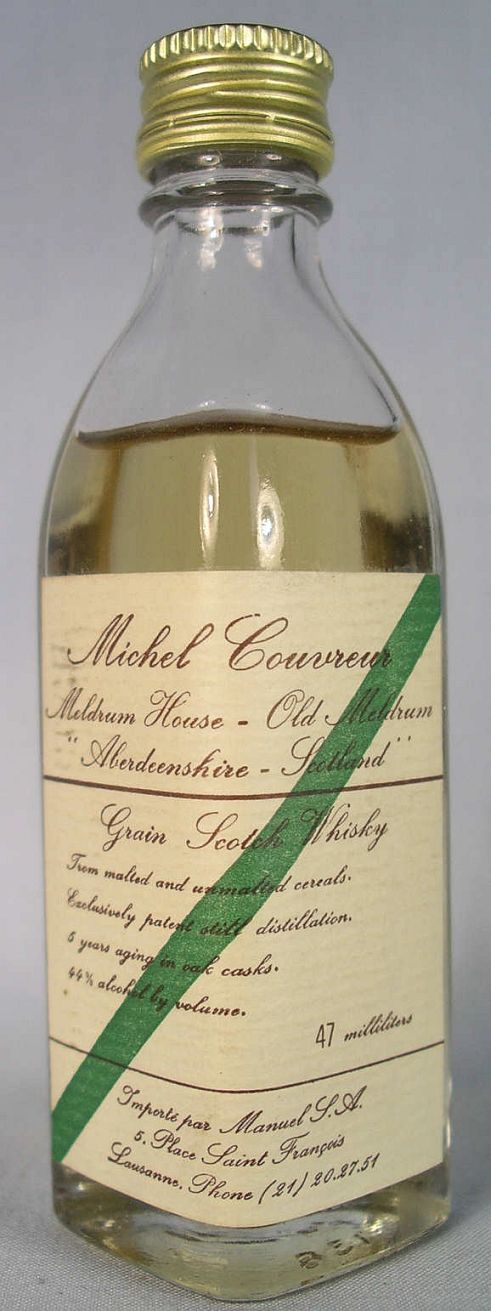 Michel Couvreur
Meldrum House - Old Meldrum
"Aberdeenshire - Scotland"
Grain Scotch Whisky
From malted and unmalted cereals.
Exclusively patent still distillation.
6 years aging in oak casks.
44% alcohol by volume.
47 milliliters
Importé par Manuel S.A.
5, Place Saint François
Lausanne. Phone (21) 20.27.51